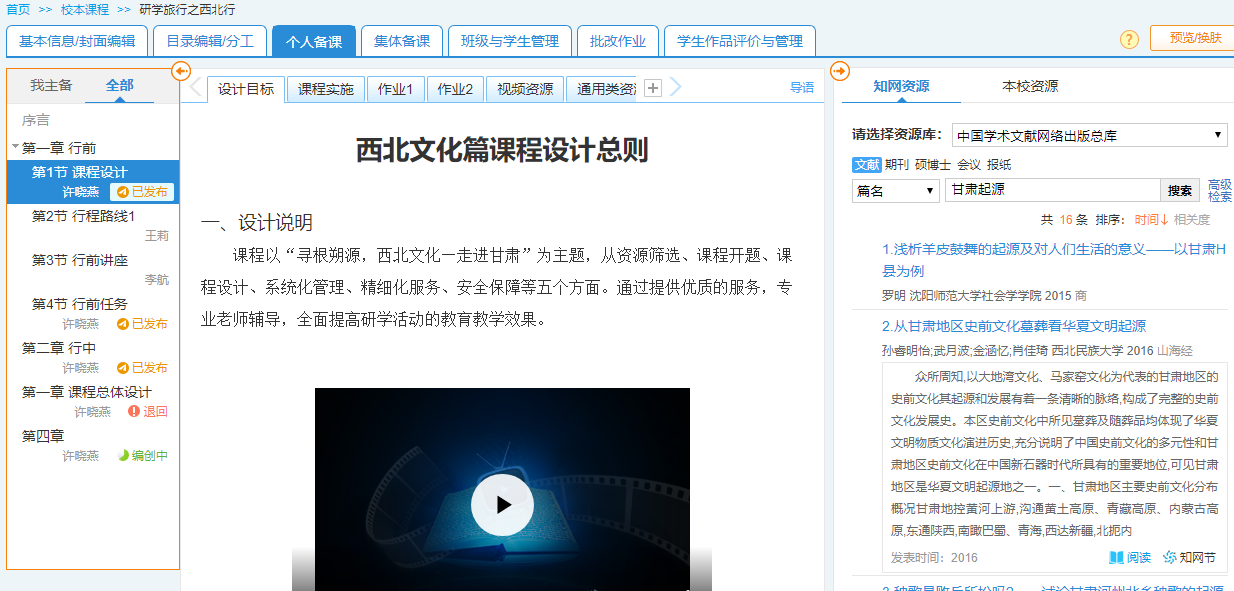 首页 >> 校本课程 >> 研学旅行之西北行
基本信息/封面编辑 目录编辑/分工 个人备课 集体备课 班级与学生管理 批改作业 学生作品评价与管理 ? 预览/换肤
我主备 全部
序言
第一章 行前
第1节 课程设计
许晓燕 已发布
第2节 行程路线1
王莉
第3节 行前讲座
李航
第4节 行前任务
许晓燕 已发布
第二章 行中
许晓燕 已发布
第一章 课程总体设计
许晓燕 退回
第四章
许晓燕 编创中
设计目标 课程实施 作业1 作业2 视频资源 通用类资 导语
西北文化篇课程设计总则
一、设计说明
课程以“寻根朔源，西北文化一走进甘肃”为主题，从资源筛选、课程开题、课
程设计、系统化管理、精细化服务、安全保障等五个方面。通过提供优质的服务，专
业老师辅导，全面提高研学活动的教育教学效果。
知网资源 本校资源
请选择资源库: 中国学术文献网络出版总库
文献 期刊 硕博士 会议 报纸
篇名 甘肃起源 搜索 高级
检索
共 16 条 排序: 时间↓ 相关度
1.浅析羊皮鼓舞的起源及对人们生活的意义——以甘肃H
县为例
罗明 沈阳师范大学社会学学院 2015 商
2.从甘肃地区史前文化墓葬看华夏文明起源
孙睿明怡;武月波;金涵忆;肖佳琦 西北民族大学 2016 山海经
众所周知,以大地湾文化、马家窑文化为代表的甘肃地区的
史前文化其起源和发展有着一条清晰的脉络,构成了完整的史前
文化发展史。本区史前文化中所见墓葬及随葬品均体现了华夏
文明物质文化演进历史,充分说明了中国史前文化的多元性和甘
肃地区史前文化在中国新石器时代所具有的重要地位,可见甘肃
地区是华夏文明起源地之一。一、甘肃地区主要史前文化分布
概况甘肃地控黄河上游,沟通黄土高原、青藏高原、内蒙古高
原,东通陕西,南瞰巴蜀、青海,西达新疆,北扼内
发表时间: 2016 阅读 知网节